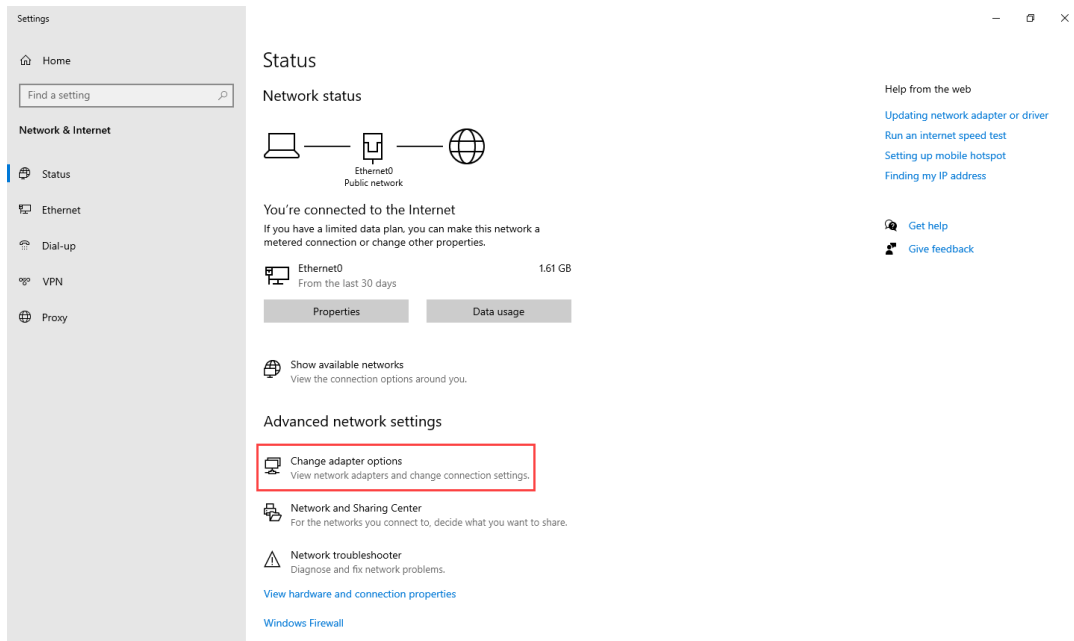 Settings
Home
Find a setting
Network & Internet
Status
Ethernet
Dial-up
VPN
Proxy
Status
Network status
Ethernet0
Public network
You're connected to the Internet
If you have a limited data plan, you can make this network a
metered connection or change other properties.
Ethernet0
1.61 GB
From the last 30 days
Properties
Data usage
Show available networks
View the connection options around you.
Advanced network settings
Change adapter options
View network adapters and change connection settings.
Network and Sharing Center
For the networks you connect to, decide what you want to share.
Network troubleshooter
Diagnose and fix network problems.
View hardware and connection properties
Windows Firewall
Help from the web
Updating network adapter or driver
Run an internet speed test
Setting up mobile hotspot
Finding my IP address
Get help
Give feedback